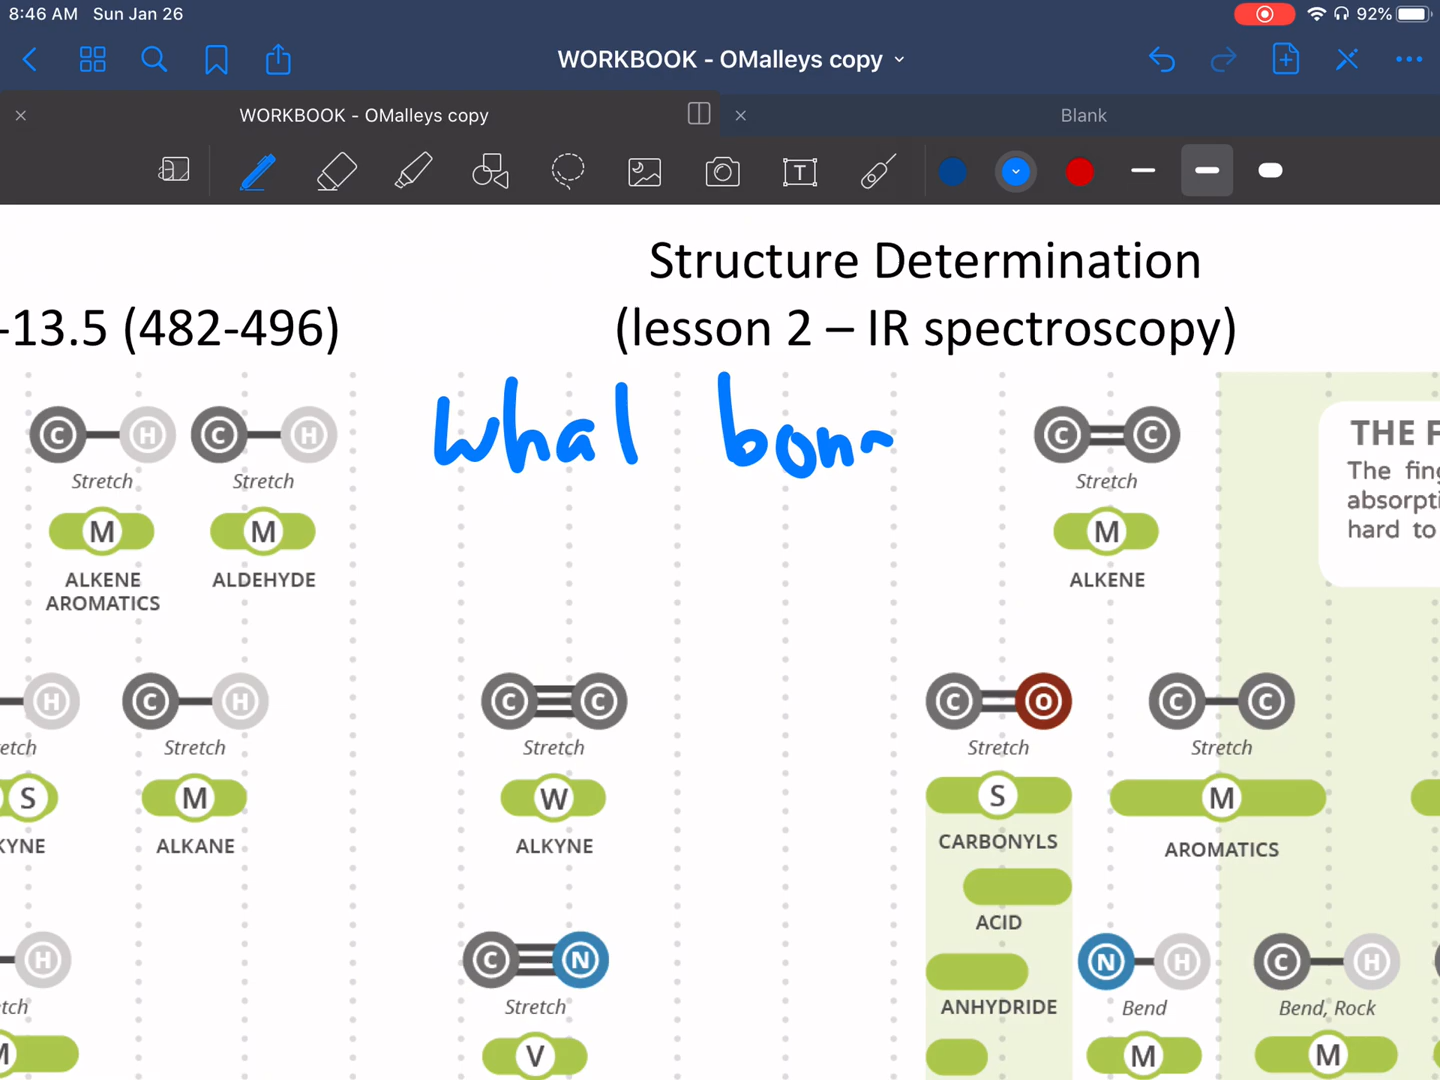 8:46 AM Sun Jan 26
92%
WORKBOOK - OMalleys copy
WORKBOOK - OMalleys copy
Blank
T
Structure Determination
-13.5 (482-496)
(lesson 2 – IR spectroscopy)
whal bon
C H C H
C C
Stretch Stretch
Stretch
M M
M
ALKENE
AROMATICS
ALDEHYDE
ALKENE
THE F
The fing
absorpti
hard to
H C H C C C O C C
etch Stretch Stretch Stretch Stretch
S M W S M
KYNE ALKANE ALKYNE CARBONYLS AROMATICS
ACID
H C N N H C H
tch Stretch ANHYDRIDE Bend Bend, Rock
M V M M